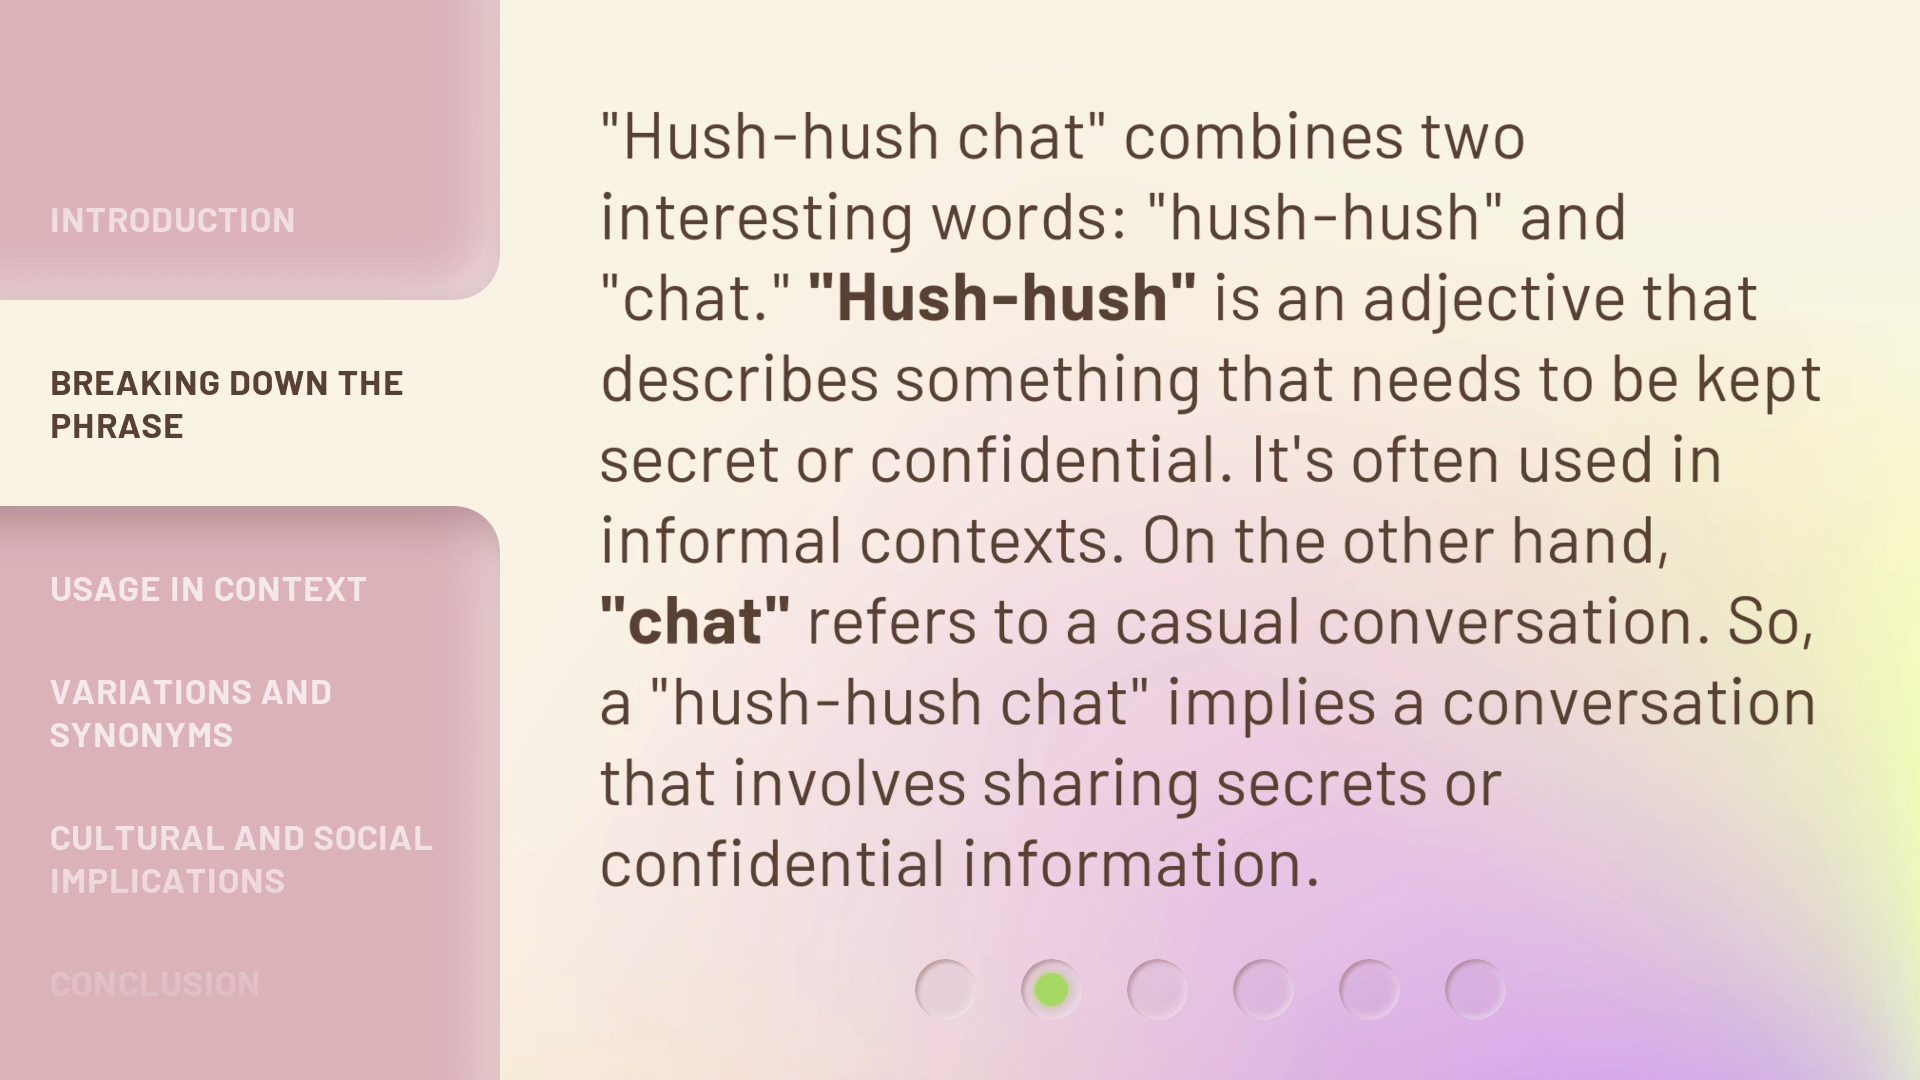 INTRODUCTION
BREAKING DOWN THE
PHRASE
USAGE IN CONTEXT
VARIATIONS AND
SYNONYMS
CULTURAL AND SOCIAL
IMPLICATIONS
CONCLUSION
"Hush-hush chat" combines two
interesting words: "hush-hush" and
"chat." "Hush-hush" is an adjective that
describes something that needs to be kept
secret or confidential. It's often used in
informal contexts. On the other hand,
"chat" refers to a casual conversation. So,
a "hush-hush chat" implies a conversation
that involves sharing secrets or
confidential information.